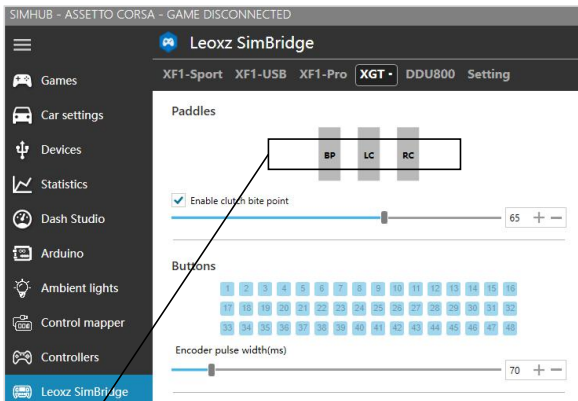 SIMHUB - ASSETTO CORSA - GAME DISCONNECTED
Leoxz SimBridge
XF1-Sport XF1-USB XF1-Pro XGT - DDU800 Setting
Games
Car settings
Devices
Statistics
Dash Studio
Arduino
Ambient lights
Control mapper
Controllers
Leoxz SimBridge
Paddles
BP LC RC
Enable clutch bite point
65 + -
Buttons
1 2 3 4 5 6 7 8 9 10 11 12 13 14 15 16
17 18 19 20 21 22 23 24 25 26 27 28 29 30 31 32
33 34 35 36 37 38 39 40 41 42 43 44 45 46 47 48
Encoder pulse width(ms)
70 + -